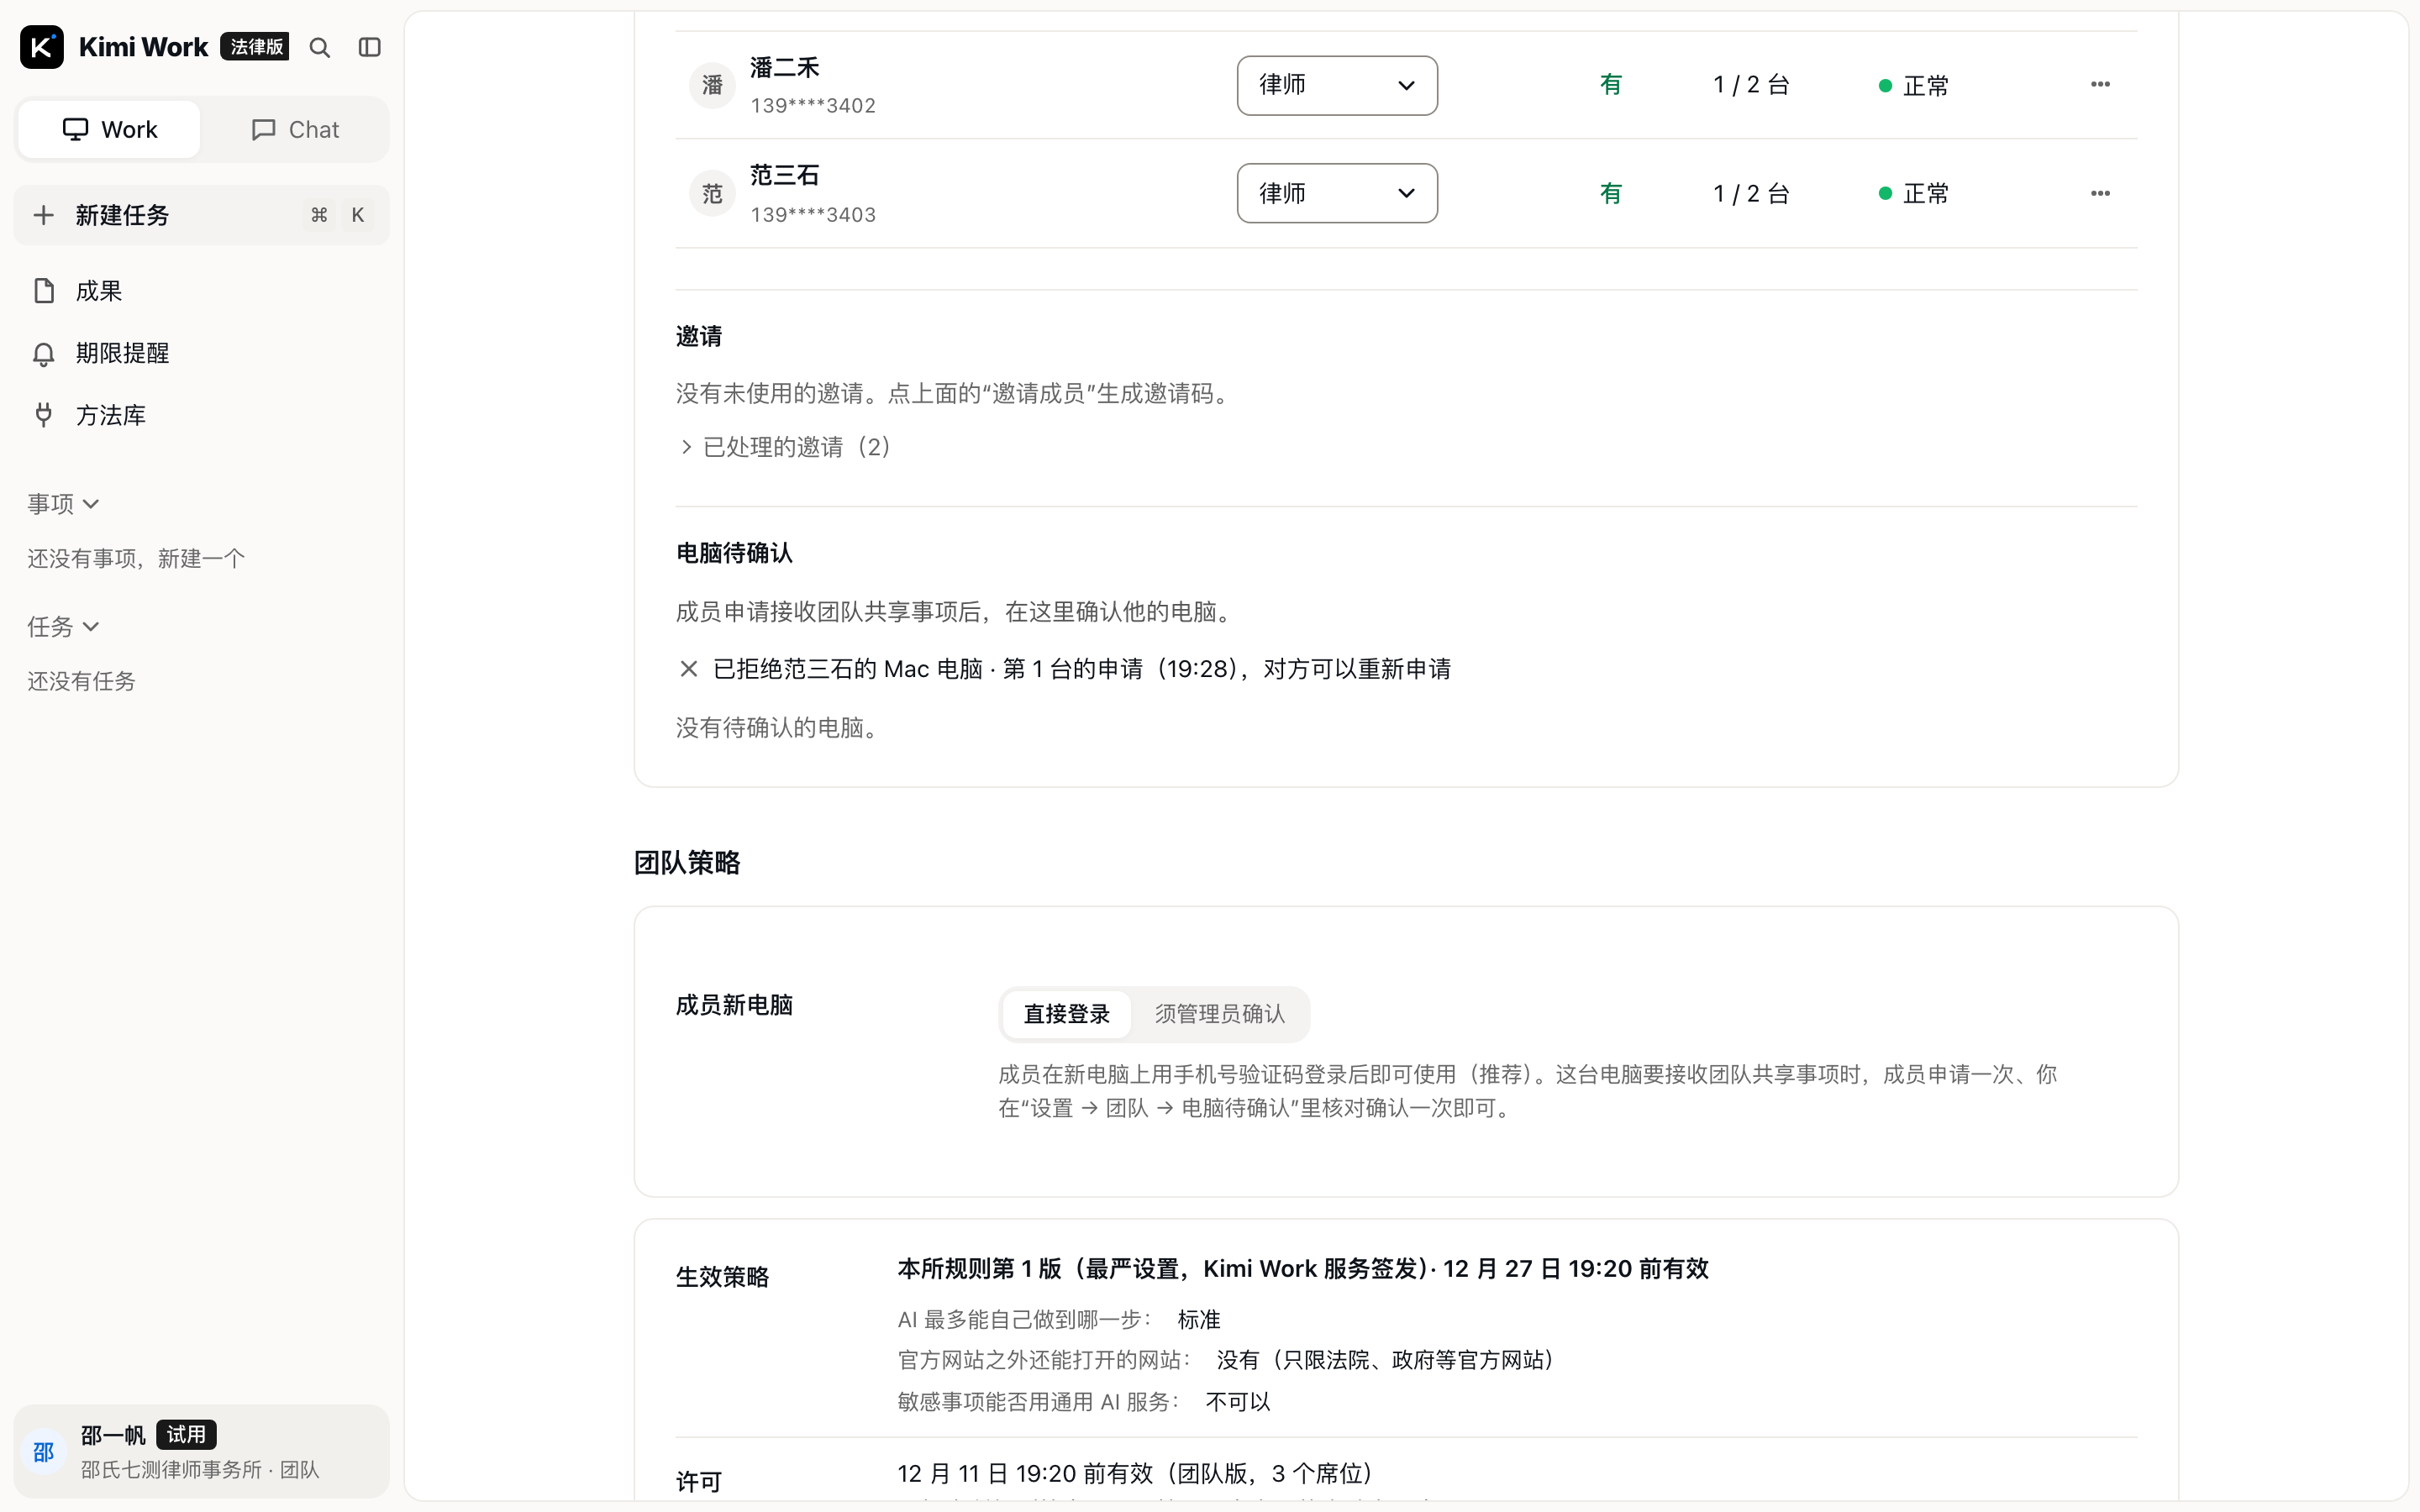 Kimi Work 法律版
Work
Chat
新建任务 ⌘ K
成果
期限提醒
方法库
事项
还没有事项，新建一个
任务
还没有任务
邵
邵一帆 试用
邵氏七测律师事务所 · 团队
潘
潘二禾
139****3402
律师
有
1 / 2 台
正常
范
范三石
139****3403
律师
有
1 / 2 台
正常
邀请
没有未使用的邀请。点上面的“邀请成员”生成邀请码。
已处理的邀请（2）
电脑待确认
成员申请接收团队共享事项后，在这里确认他的电脑。
已拒绝范三石的 Mac 电脑 · 第 1 台的申请（19:28），对方可以重新申请
没有待确认的电脑。
团队策略
成员新电脑
直接登录
须管理员确认
成员在新电脑上用手机号验证码登录后即可使用（推荐）。这台电脑要接收团队共享事项时，成员申请一次、你
在“设置 → 团队 → 电脑待确认”里核对确认一次即可。
生效策略
本所规则第 1 版（最严设置，Kimi Work 服务签发）· 12 月 27 日 19:20 前有效
AI 最多能自己做到哪一步： 标准
官方网站之外还能打开的网站： 没有（只限法院、政府等官方网站）
敏感事项能否用通用 AI 服务： 不可以
许可
12 月 11 日 19:20 前有效（团队版，3 个席位）